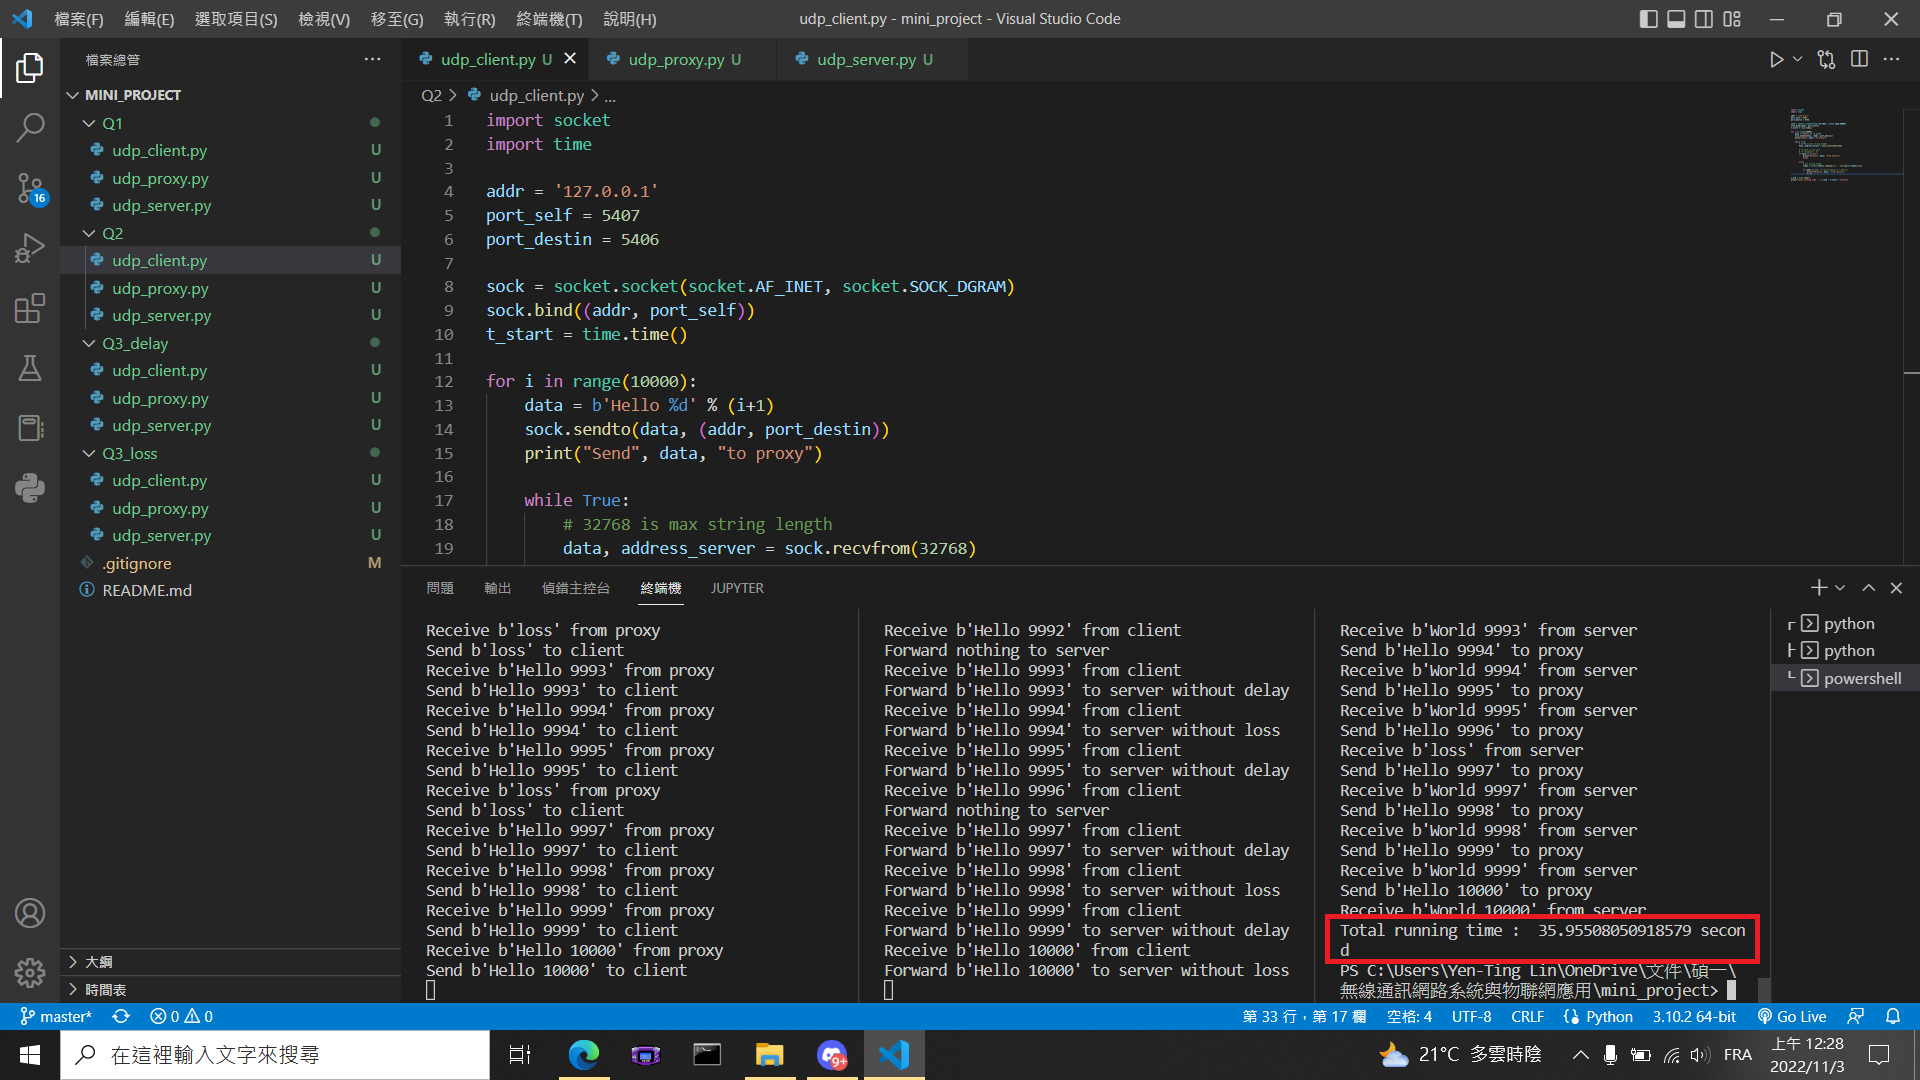 檔案(F) 編輯(E) 選取項目(S) 檢視(V) 移至(G) 執行(R) 終端機(T) 說明(H) udp_client.py - mini_project - Visual Studio Code
檔案總管
MINI_PROJECT
Q1
udp_client.py U
udp_proxy.py U
udp_server.py U
Q2
udp_client.py U
udp_proxy.py U
udp_server.py U
Q3_delay
udp_client.py U
udp_proxy.py U
udp_server.py U
Q3_loss
udp_client.py U
udp_proxy.py U
udp_server.py U
.gitignore M
README.md
大綱
時間表
16
udp_client.py U udp_proxy.py U udp_server.py U
Q2 > udp_client.py > ...
1 import socket
2 import time
3
4 addr = '127.0.0.1'
5 port_self = 5407
6 port_destin = 5406
7
8 sock = socket.socket(socket.AF_INET, socket.SOCK_DGRAM)
9 sock.bind((addr, port_self))
10 t_start = time.time()
11
12 for i in range(10000):
13 data = b'Hello %d' % (i+1)
14 sock.sendto(data, (addr, port_destin))
15 print("Send", data, "to proxy")
16
17 while True:
18 # 32768 is max string length
19 data, address_server = sock.recvfrom(32768)
問題 輸出 偵錯主控台 終端機 JUPYTER
Receive b'loss' from proxy
Send b'loss' to client
Receive b'Hello 9993' from proxy
Send b'Hello 9993' to client
Receive b'Hello 9994' from proxy
Send b'Hello 9994' to client
Receive b'Hello 9995' from proxy
Send b'Hello 9995' to client
Receive b'loss' from proxy
Send b'loss' to client
Receive b'Hello 9997' from proxy
Send b'Hello 9997' to client
Receive b'Hello 9998' from proxy
Send b'Hello 9998' to client
Receive b'Hello 9999' from proxy
Send b'Hello 9999' to client
Receive b'Hello 10000' from proxy
Send b'Hello 10000' to client
Receive b'Hello 9992' from client
Forward nothing to server
Receive b'Hello 9993' from client
Forward b'Hello 9993' to server without delay
Receive b'Hello 9994' from client
Forward b'Hello 9994' to server without loss
Receive b'Hello 9995' from client
Forward b'Hello 9995' to server without delay
Receive b'Hello 9996' from client
Forward nothing to server
Receive b'Hello 9997' from client
Forward b'Hello 9997' to server without delay
Receive b'Hello 9998' from client
Forward b'Hello 9998' to server without loss
Receive b'Hello 9999' from client
Forward b'Hello 9999' to server without delay
Receive b'Hello 10000' from client
Forward b'Hello 10000' to server without loss
Receive b'World 9993' from server
Send b'Hello 9994' to proxy
Receive b'World 9994' from server
Send b'Hello 9995' to proxy
Receive b'World 9995' from server
Send b'Hello 9996' to proxy
Receive b'loss' from server
Send b'Hello 9997' to proxy
Receive b'World 9997' from server
Send b'Hello 9998' to proxy
Receive b'World 9998' from server
Send b'Hello 9999' to proxy
Receive b'World 9999' from server
Send b'Hello 10000' to proxy
Receive b'World 10000' from server
Total running time :  35.95508050918579 secon
d
PS C:\Users\Yen-Ting Lin\OneDrive\文件\碩一\
無線通訊網路系統與物聯網應用\mini_project>
python
python
powershell
master* 0 0 第 33 行，第 17 欄 空格: 4 UTF-8 CRLF Python 3.10.2 64-bit Go Live
在這裡輸入文字來搜尋 9+ 21°C 多雲時陰 FRA 上午 12:28
2022/11/3